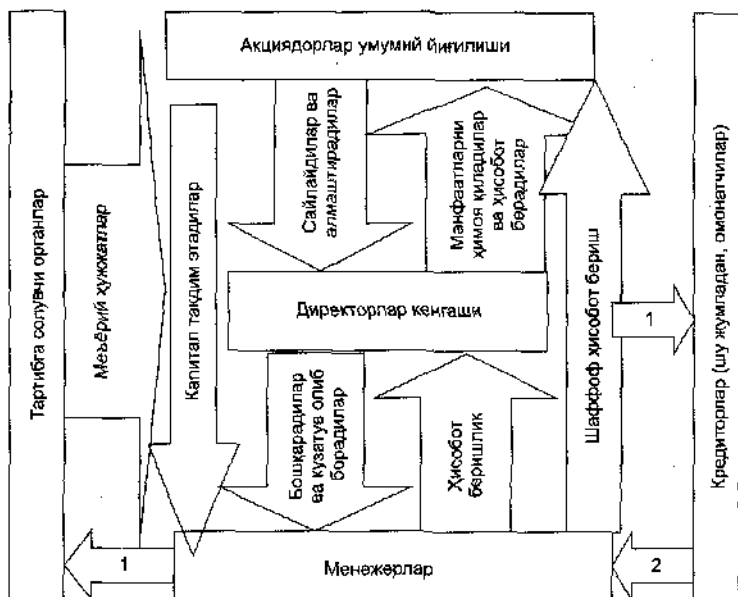 Акциядорлар умумий йиғилиши
Тартибга солувчи органлар
Меъёрий ҳужжатлар
Капитал тақдим этадилар
Сайлайдилар ва
алмаштирадилар
Манфаатларни
ҳимоя қиладилар
ва ҳисобот
берадилар
Шаффоф ҳисобот бериш
1
Кредиторлар (шу жумладан, омонатчилар)
Директорлар кенгаши
Бошқарадилар
ва кузатув олиб
борадилар
Ҳисобот
беришлик
1
Менежерлар
2